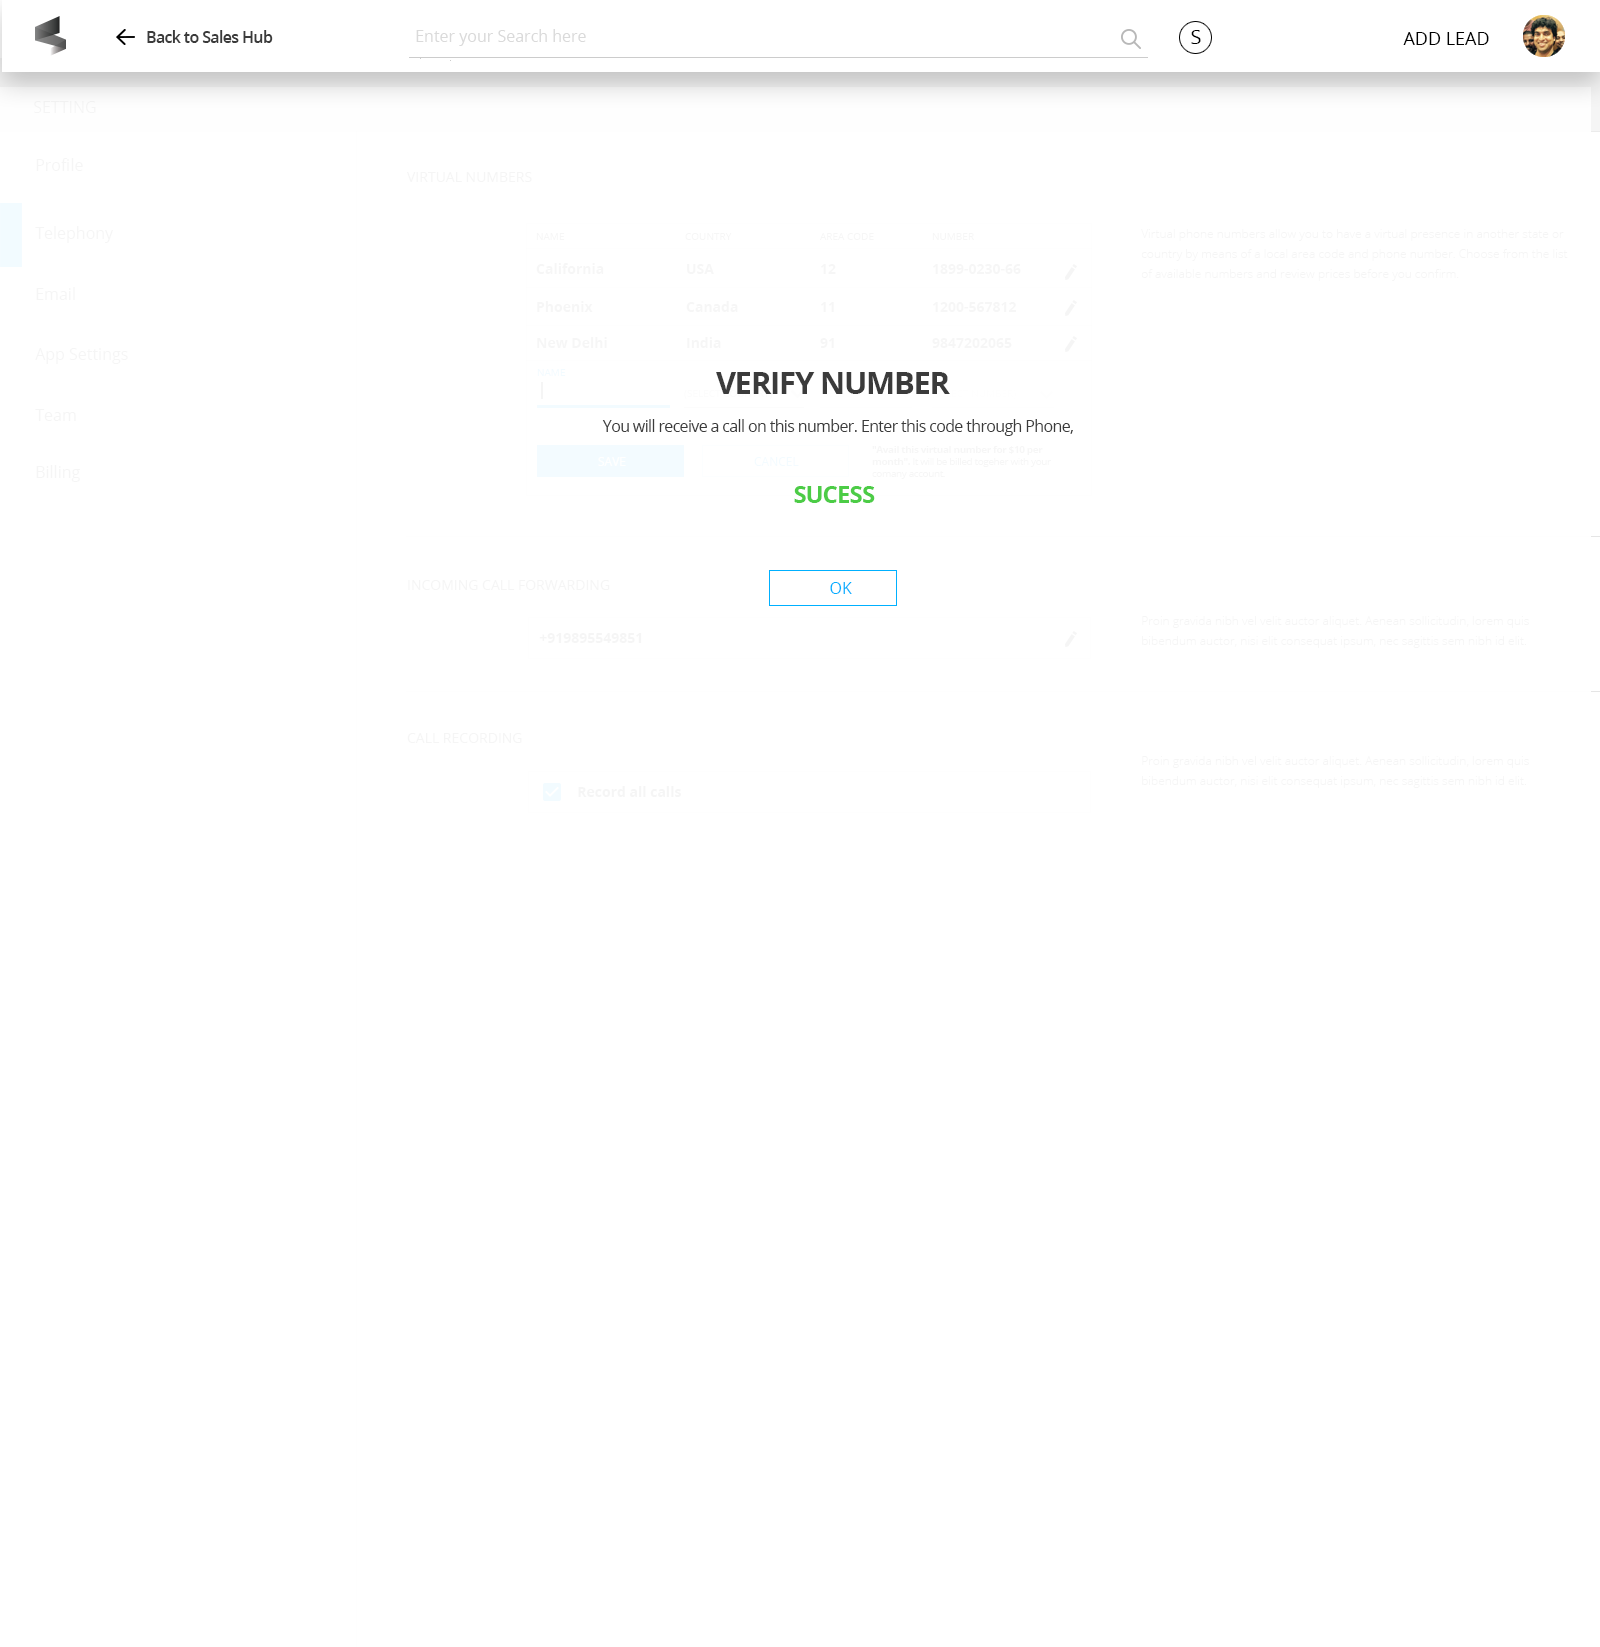 Back to Sales Hub
Enter your Search here
S
ADD LEAD
SETTING
Profile
Telephony
Email
App Settings
Team
Billing
VIRTUAL NUMBERS
NAME COUNTRY AREA CODE NUMBER
California USA 12 1899-0230-66
Phoenix Canada 11 1200-567812
New Delhi India 91 9847202065
NAME
Virtual phone numbers allow you to have a virtual presence in another state or
country by means of a local area code and phone number. Choose from the list
of available numbers and review prices before you confirm.
VERIFY NUMBER
You will receive a call on this number. Enter this code through Phone,
SAVE
CANCEL
SUCESS
OK
INCOMING CALL FORWARDING
+919895549851
Proin gravida nibh vel velit auctor aliquet. Aenean sollicitudin, lorem quis
bibendum auctor, nisi elit consequat ipsum, nec sagittis sem nibh id elit.
CALL RECORDING
Record all calls
Proin gravida nibh vel velit auctor aliquet. Aenean sollicitudin, lorem quis
bibendum auctor, nisi elit consequat ipsum, nec sagittis sem nibh id elit.